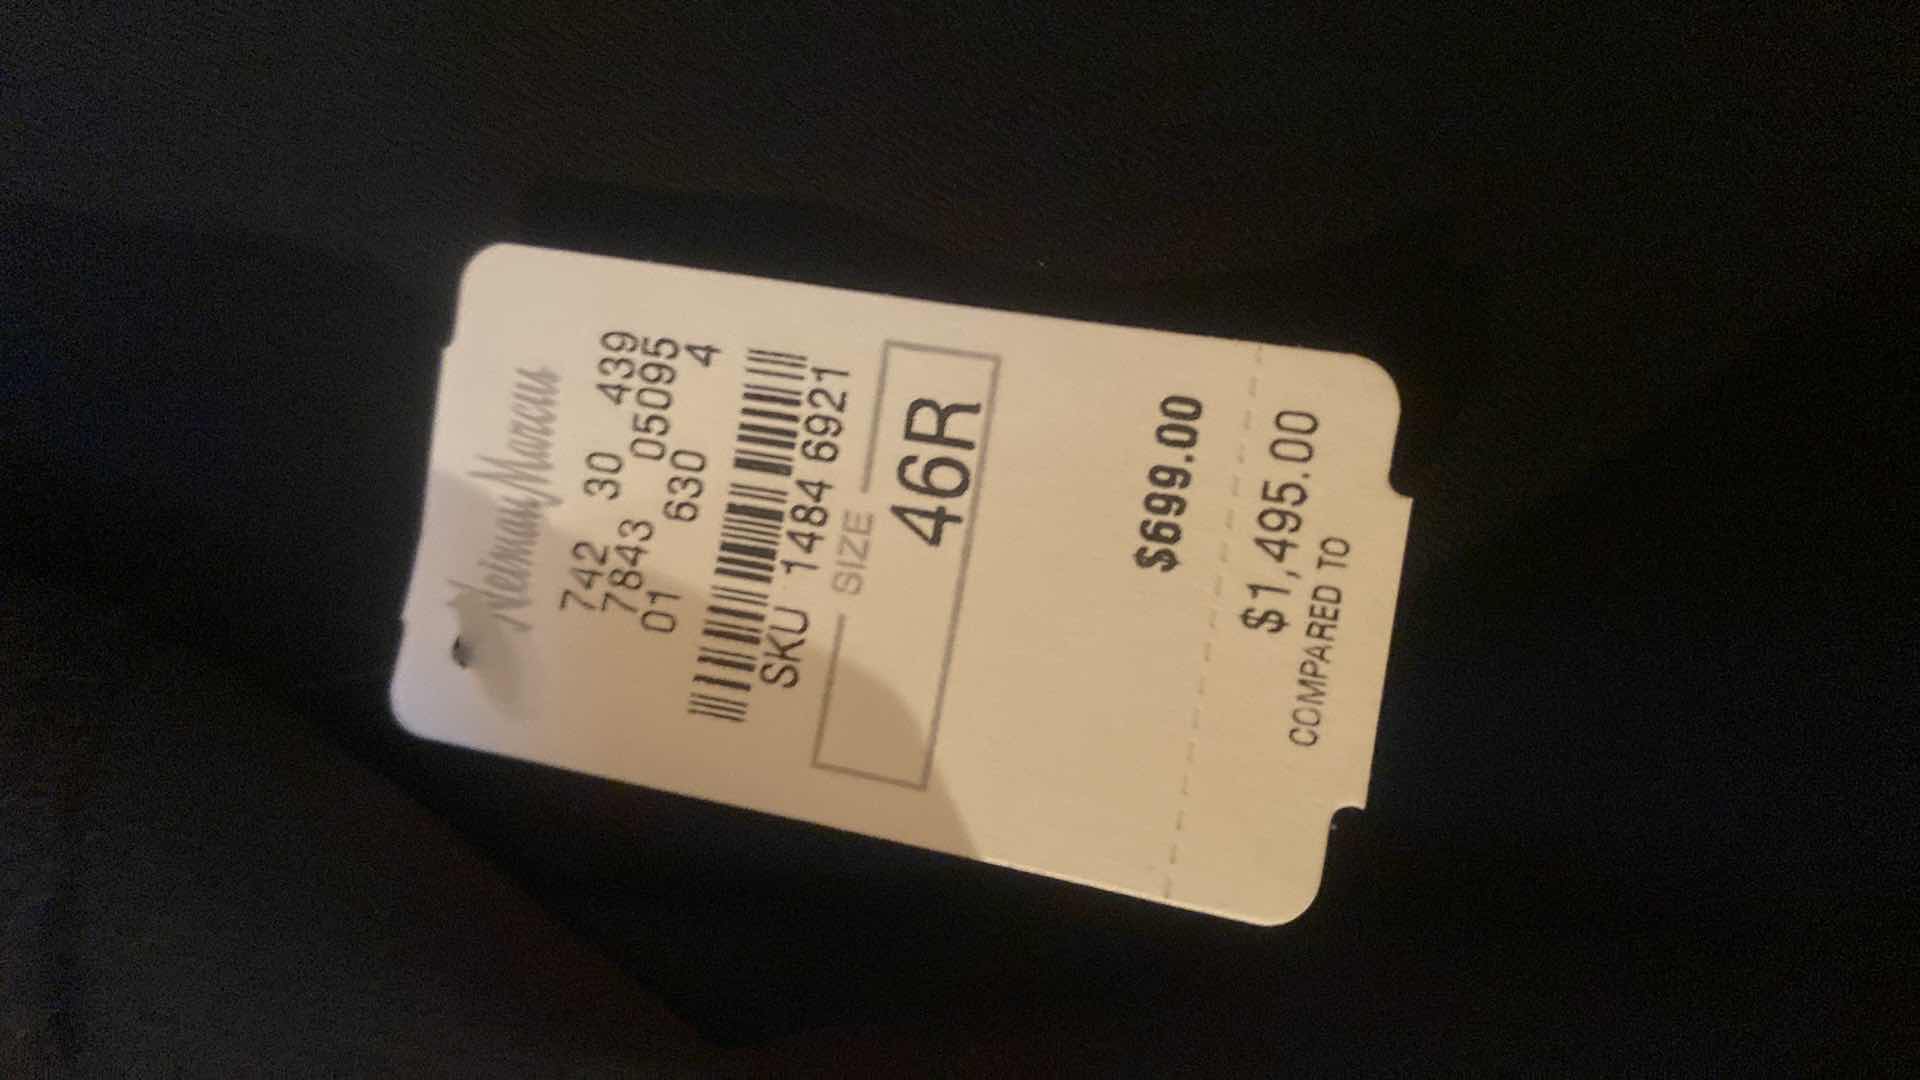 Neiman Marcus
742 30 439
7843 05095
01 630 4
SKU 1484 6921
SIZE
46R
$699.00
$1,495.00
COMPARED TO